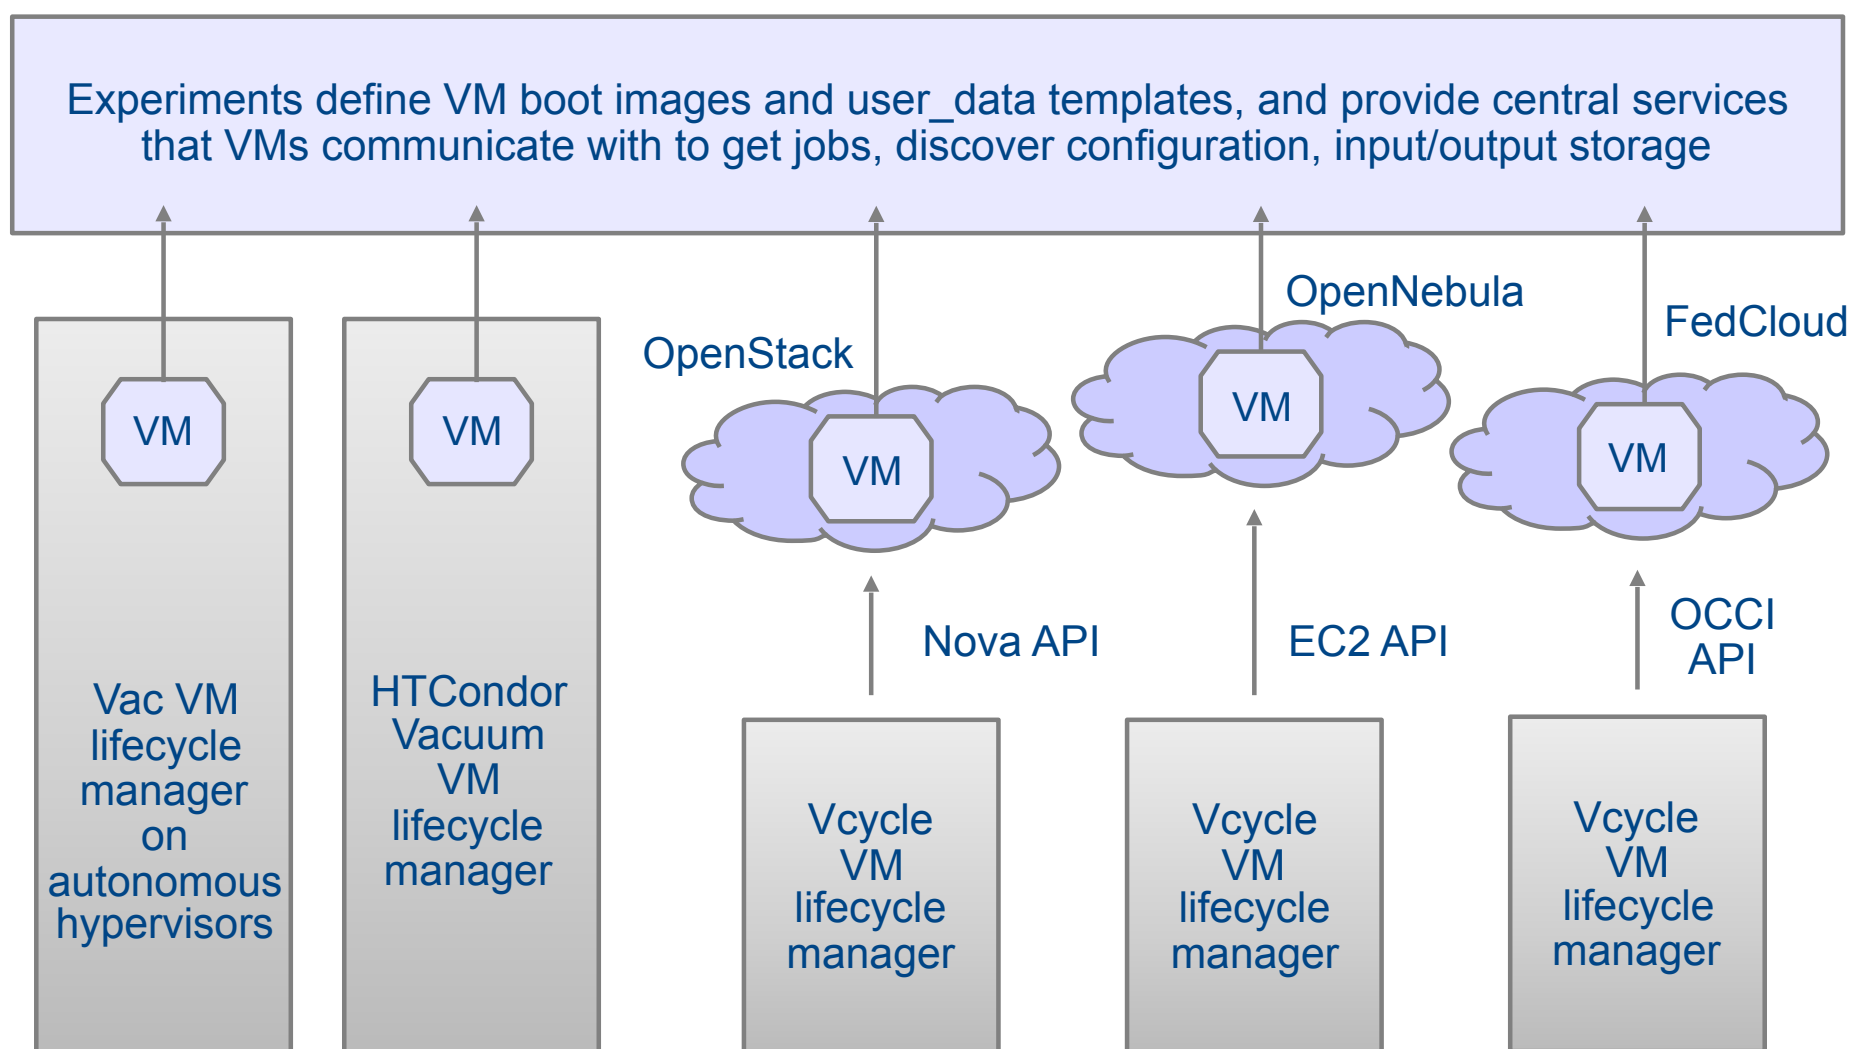 Experiments define VM boot images and user_data templates, and provide central services
that VMs communicate with to get jobs, discover configuration, input/output storage
OpenStack
OpenNebula
FedCloud
VM
VM
VM
VM
VM
Nova API
EC2 API
OCCI
API
Vac VM
lifecycle
manager
on
autonomous
hypervisors
HTCondor
Vacuum
VM
lifecycle
manager
Vcycle
VM
lifecycle
manager
Vcycle
VM
lifecycle
manager
Vcycle
VM
lifecycle
manager